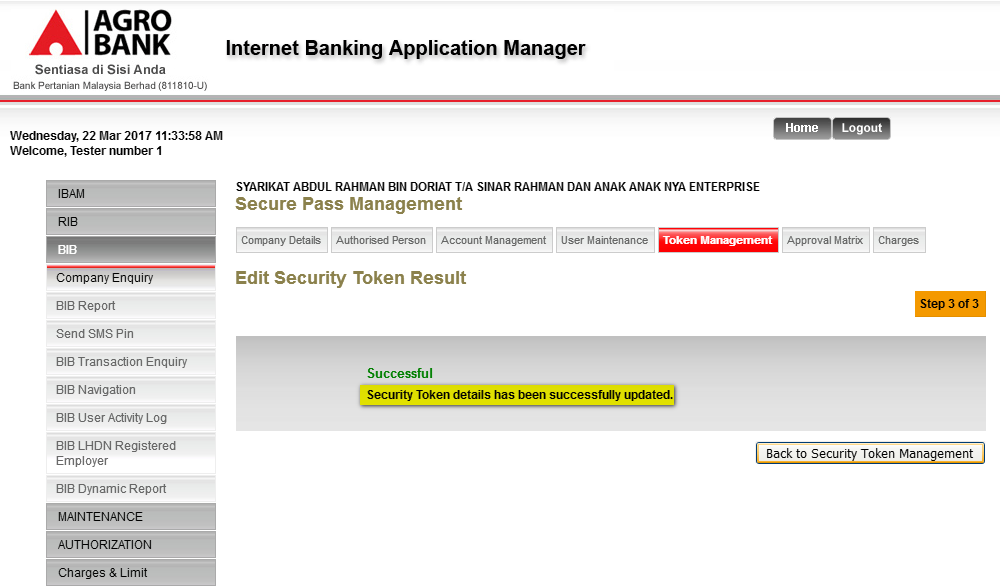 AGRO
BANK
Sentiasa di Sisi Anda
Bank Pertanian Malaysia Berhad (811810-U)
Internet Banking Application Manager
Wednesday, 22 Mar 2017 11:33:58 AM
Welcome, Tester number 1
Home
Logout
IBAM
RIB
BIB
Company Enquiry
BIB Report
Send SMS Pin
BIB Transaction Enquiry
BIB Navigation
BIB User Activity Log
BIB LHDN Registered
Employer
BIB Dynamic Report
MAINTENANCE
AUTHORIZATION
Charges & Limit
SYARIKAT ABDUL RAHMAN BIN DORIAT T/A SINAR RAHMAN DAN ANAK ANAK NYA ENTERPRISE
Secure Pass Management
Company Details
Authorised Person
Account Management
User Maintenance
Token Management
Approval Matrix
Charges
Edit Security Token Result
Step 3 of 3
Successful
Security Token details has been successfully updated.
Back to Security Token Management